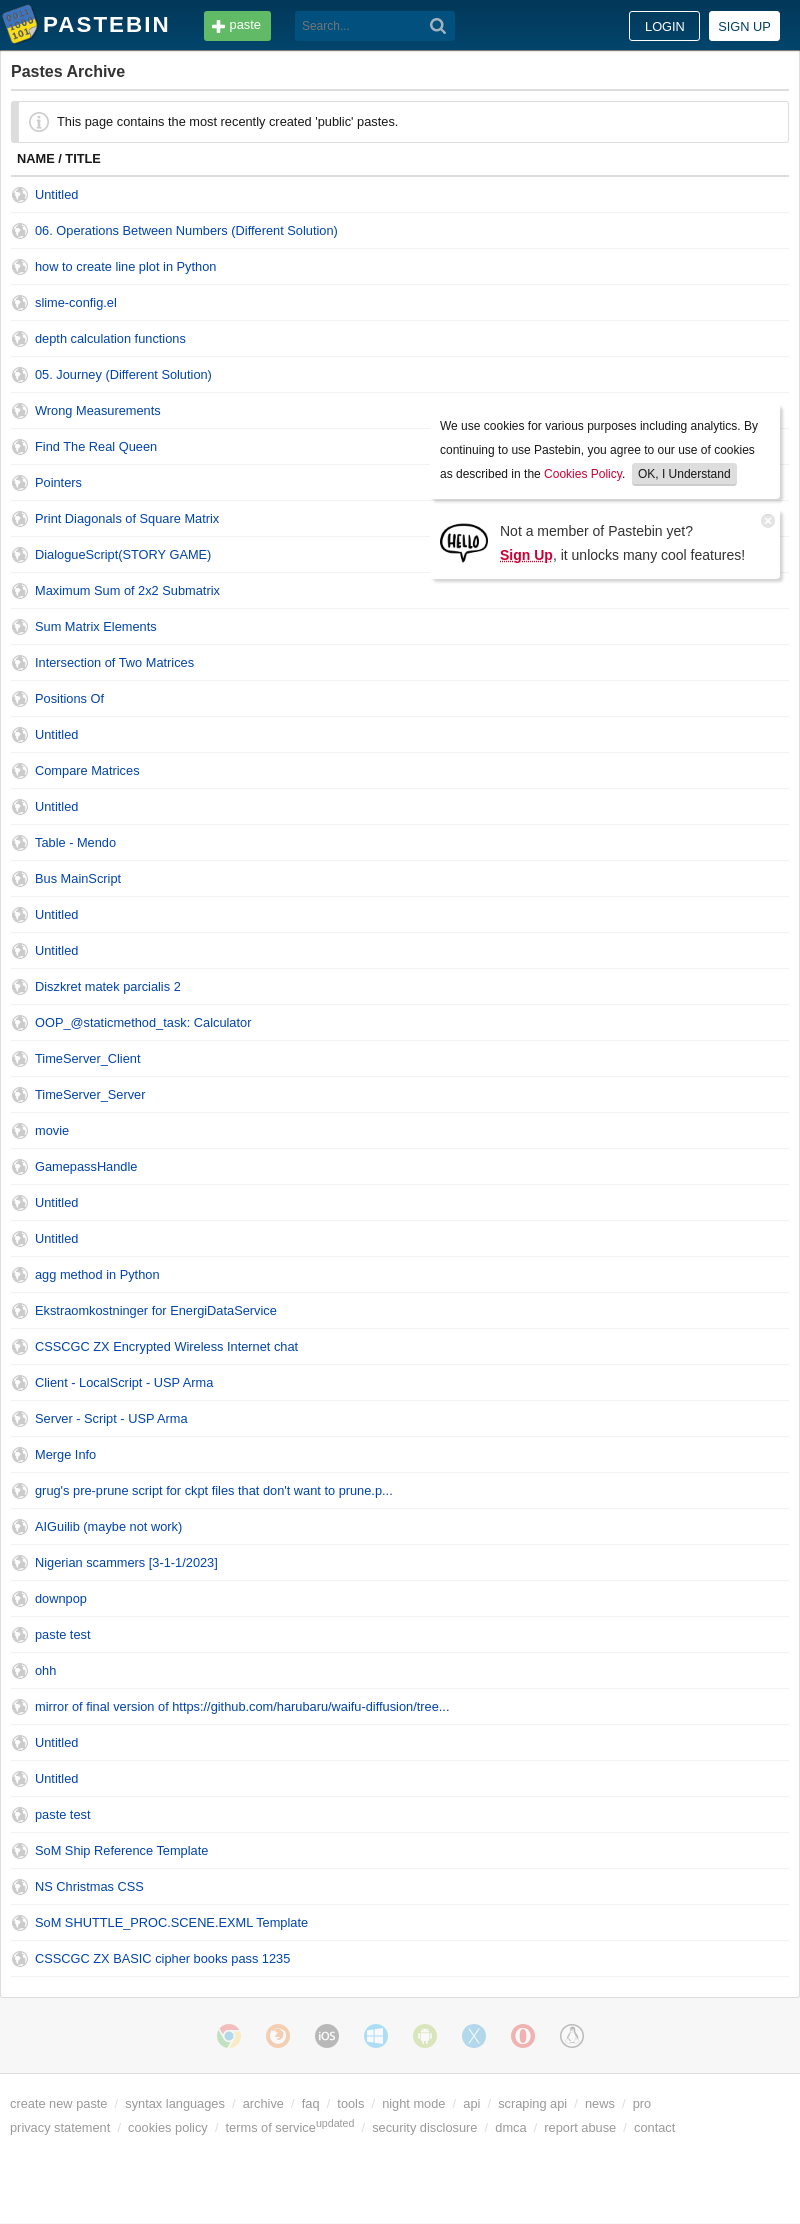 PASTEBIN
paste
Search...
LOGIN
SIGN UP
Pastes Archive
This page contains the most recently created 'public' pastes.
NAME / TITLE
Untitled
06. Operations Between Numbers (Different Solution)
how to create line plot in Python
slime-config.el
depth calculation functions
05. Journey (Different Solution)
Wrong Measurements
Find The Real Queen
Pointers
Print Diagonals of Square Matrix
DialogueScript(STORY GAME)
Maximum Sum of 2x2 Submatrix
We use cookies for various purposes including analytics. By
continuing to use Pastebin, you agree to our use of cookies
as described in the Cookies Policy. OK, I Understand
HELLO
Not a member of Pastebin yet?
Sign Up, it unlocks many cool features!
Sum Matrix Elements
Intersection of Two Matrices
Positions Of
Untitled
Compare Matrices
Untitled
Table - Mendo
Bus MainScript
Untitled
Untitled
Diszkret matek parcialis 2
OOP_@staticmethod_task: Calculator
TimeServer_Client
TimeServer_Server
movie
GamepassHandle
Untitled
Untitled
agg method in Python
Ekstraomkostninger for EnergiDataService
CSSCGC ZX Encrypted Wireless Internet chat
Client - LocalScript - USP Arma
Server - Script - USP Arma
Merge Info
grug's pre-prune script for ckpt files that don't want to prune.p...
AIGuilib (maybe not work)
Nigerian scammers [3-1-1/2023]
downpop
paste test
ohh
mirror of final version of https://github.com/harubaru/waifu-diffusion/tree...
Untitled
Untitled
paste test
SoM Ship Reference Template
NS Christmas CSS
SoM SHUTTLE_PROC.SCENE.EXML Template
CSSCGC ZX BASIC cipher books pass 1235
iOS
create new paste / syntax languages / archive / faq / tools / night mode / api / scraping api / news / pro
privacy statement / cookies policy / terms of service updated / security disclosure / dmca / report abuse / contact